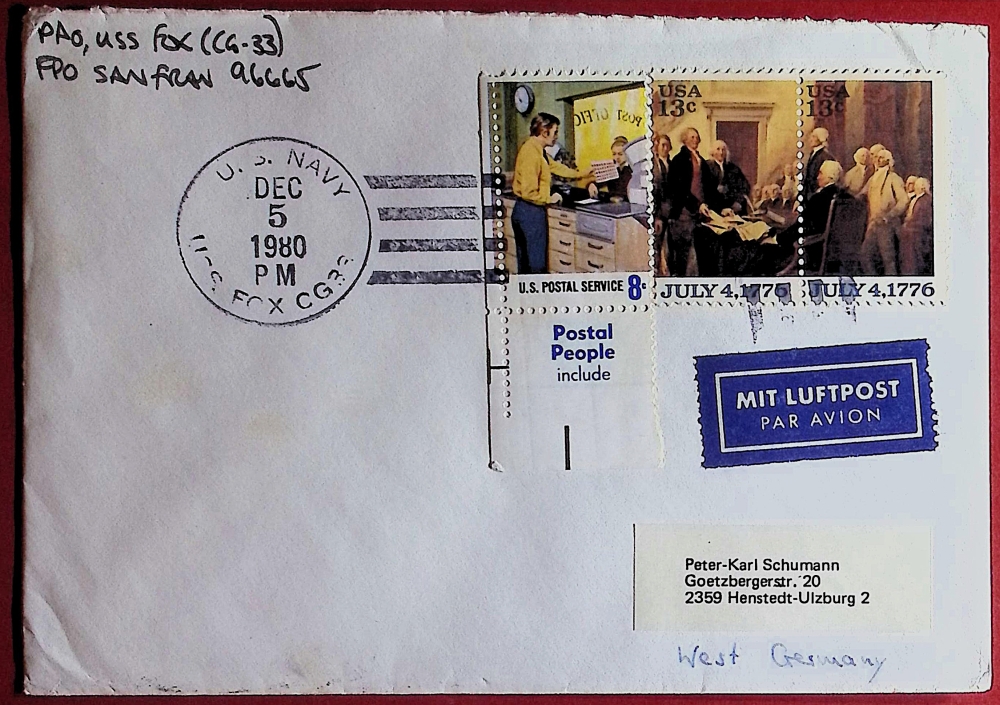 PAO, USS FOX (CG-33)
FPO SAN FRAN 96665
U. S. NAVY
DEC
5
1980
PM
U.S.S. FOX CG33
POST OFFIC
U.S. POSTAL SERVICE 8c
Postal
People
include
USA
13c
JULY 4,1776
USA
13c
JULY 4,1776
MIT LUFTPOST
PAR AVION
Peter-Karl Schumann
Goetzbergerstr. 20
2359 Henstedt-Ulzburg 2
West Germany